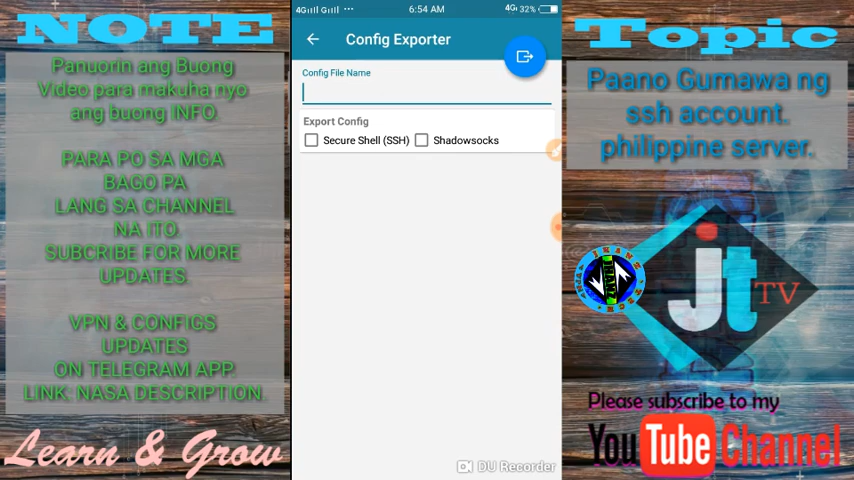 NOTE
Panuorin ang Buong
Video para makuha nyo
ang buong INFO.
PARA PO SA MGA
BAGO PA
LANG SA CHANNEL
NA ITO.
SUBCRIBE FOR MORE
UPDATES.
VPN & CONFIGS
UPDATES
ON TELEGRAM APP
LINK: NASA DESCRIPTION.
Learn & Grow
4G G 6:54 AM 4G 32%
Config Exporter
Config File Name
Export Config
Secure Shell (SSH) Shadowsocks
DU Recorder
Topic
Paano Gumawa ng
ssh account.
philippine server.
jt TV
Please subscribe to my
YouTube Channel